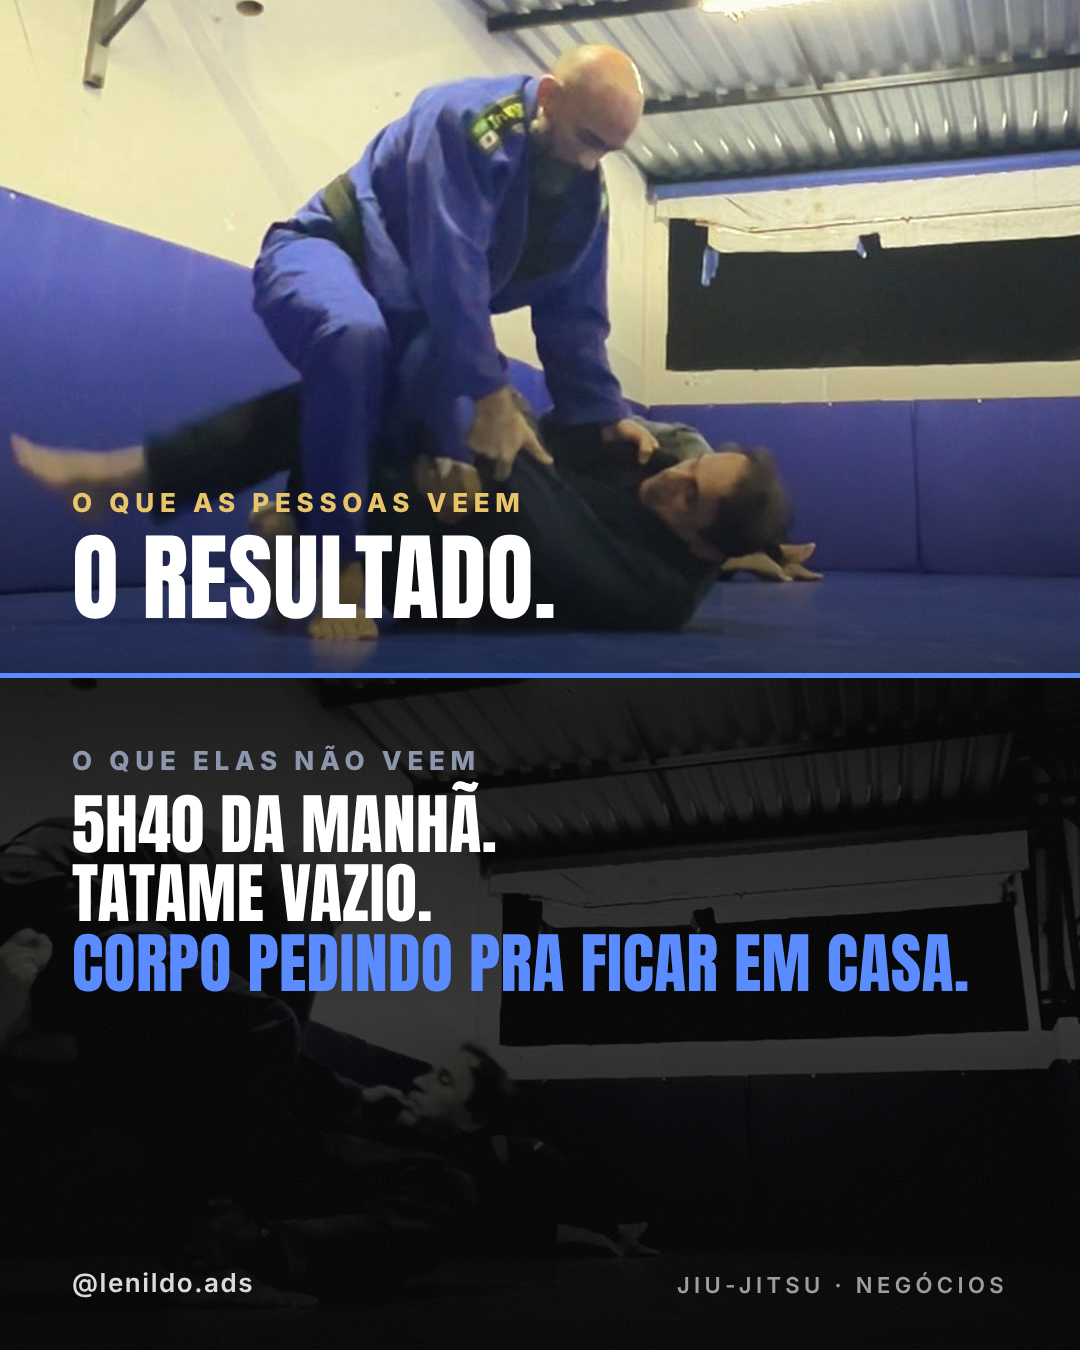 O QUE AS PESSOAS VEEM
O RESULTADO.
O QUE ELAS NÃO VEEM
5H40 DA MANHÃ.
TATAME VAZIO.
CORPO PEDINDO PRA FICAR EM CASA.
@lenildo.ads
JIU-JITSU · NEGÓCIOS